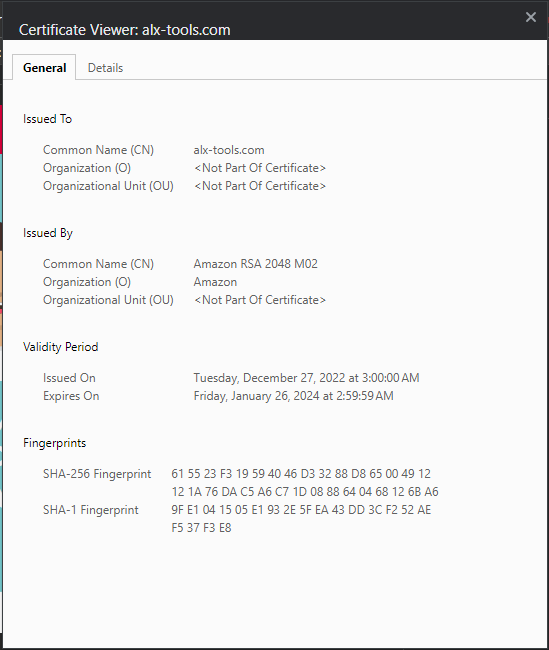 Certificate Viewer: alx-tools.com
General Details
Issued To
Common Name (CN) alx-tools.com
Organization (O) <Not Part Of Certificate>
Organizational Unit (OU) <Not Part Of Certificate>
Issued By
Common Name (CN) Amazon RSA 2048 M02
Organization (O) Amazon
Organizational Unit (OU) <Not Part Of Certificate>
Validity Period
Issued On Tuesday, December 27, 2022 at 3:00:00 AM
Expires On Friday, January 26, 2024 at 2:59:59 AM
Fingerprints
SHA-256 Fingerprint 61 55 23 F3 19 59 40 46 D3 32 88 D8 65 00 49 12
12 1A 76 DA C5 A6 C7 1D 08 88 64 04 68 12 6B A6
SHA-1 Fingerprint 9F E1 04 15 05 E1 93 2E 5F EA 43 DD 3C F2 52 AE
F5 37 F3 E8